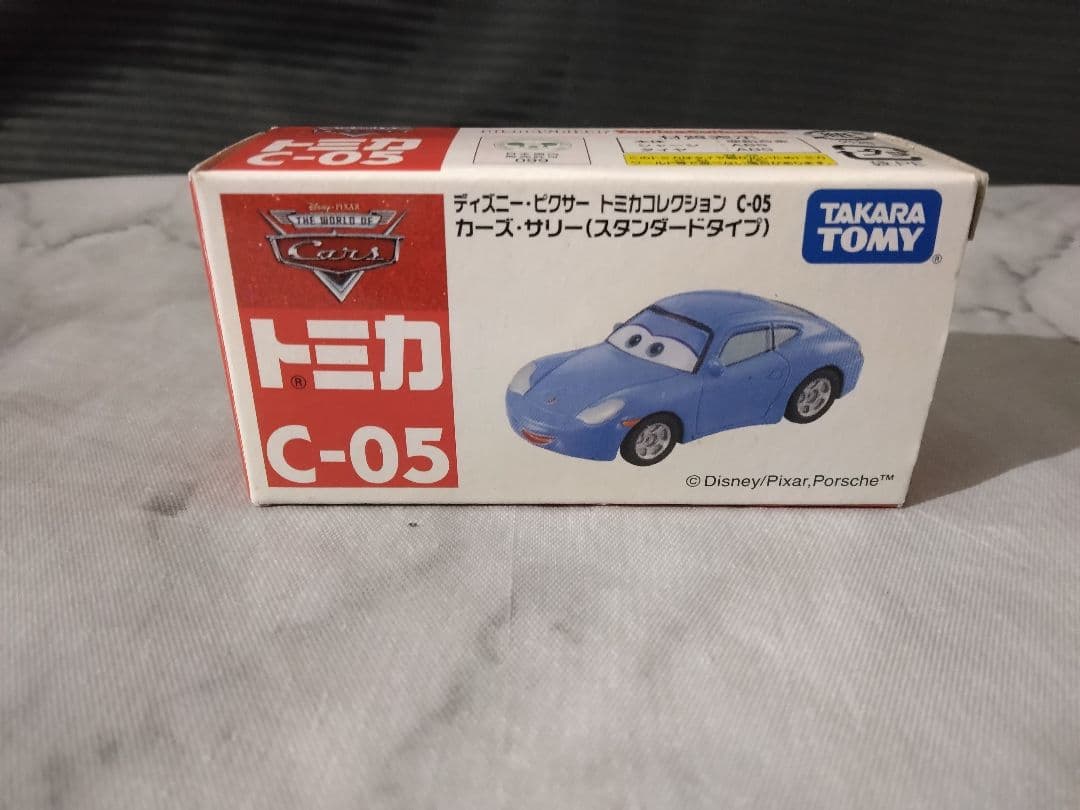 トミカ
C-05
Disney・PIXAR
THE WORLD OF
Cars
トミカ®
C-05
ディズニー・ピクサー トミカコレクション C-05
カーズ・サリー(スタンダードタイプ)
TAKARA
TOMY®
©Disney/Pixar,Porsche™